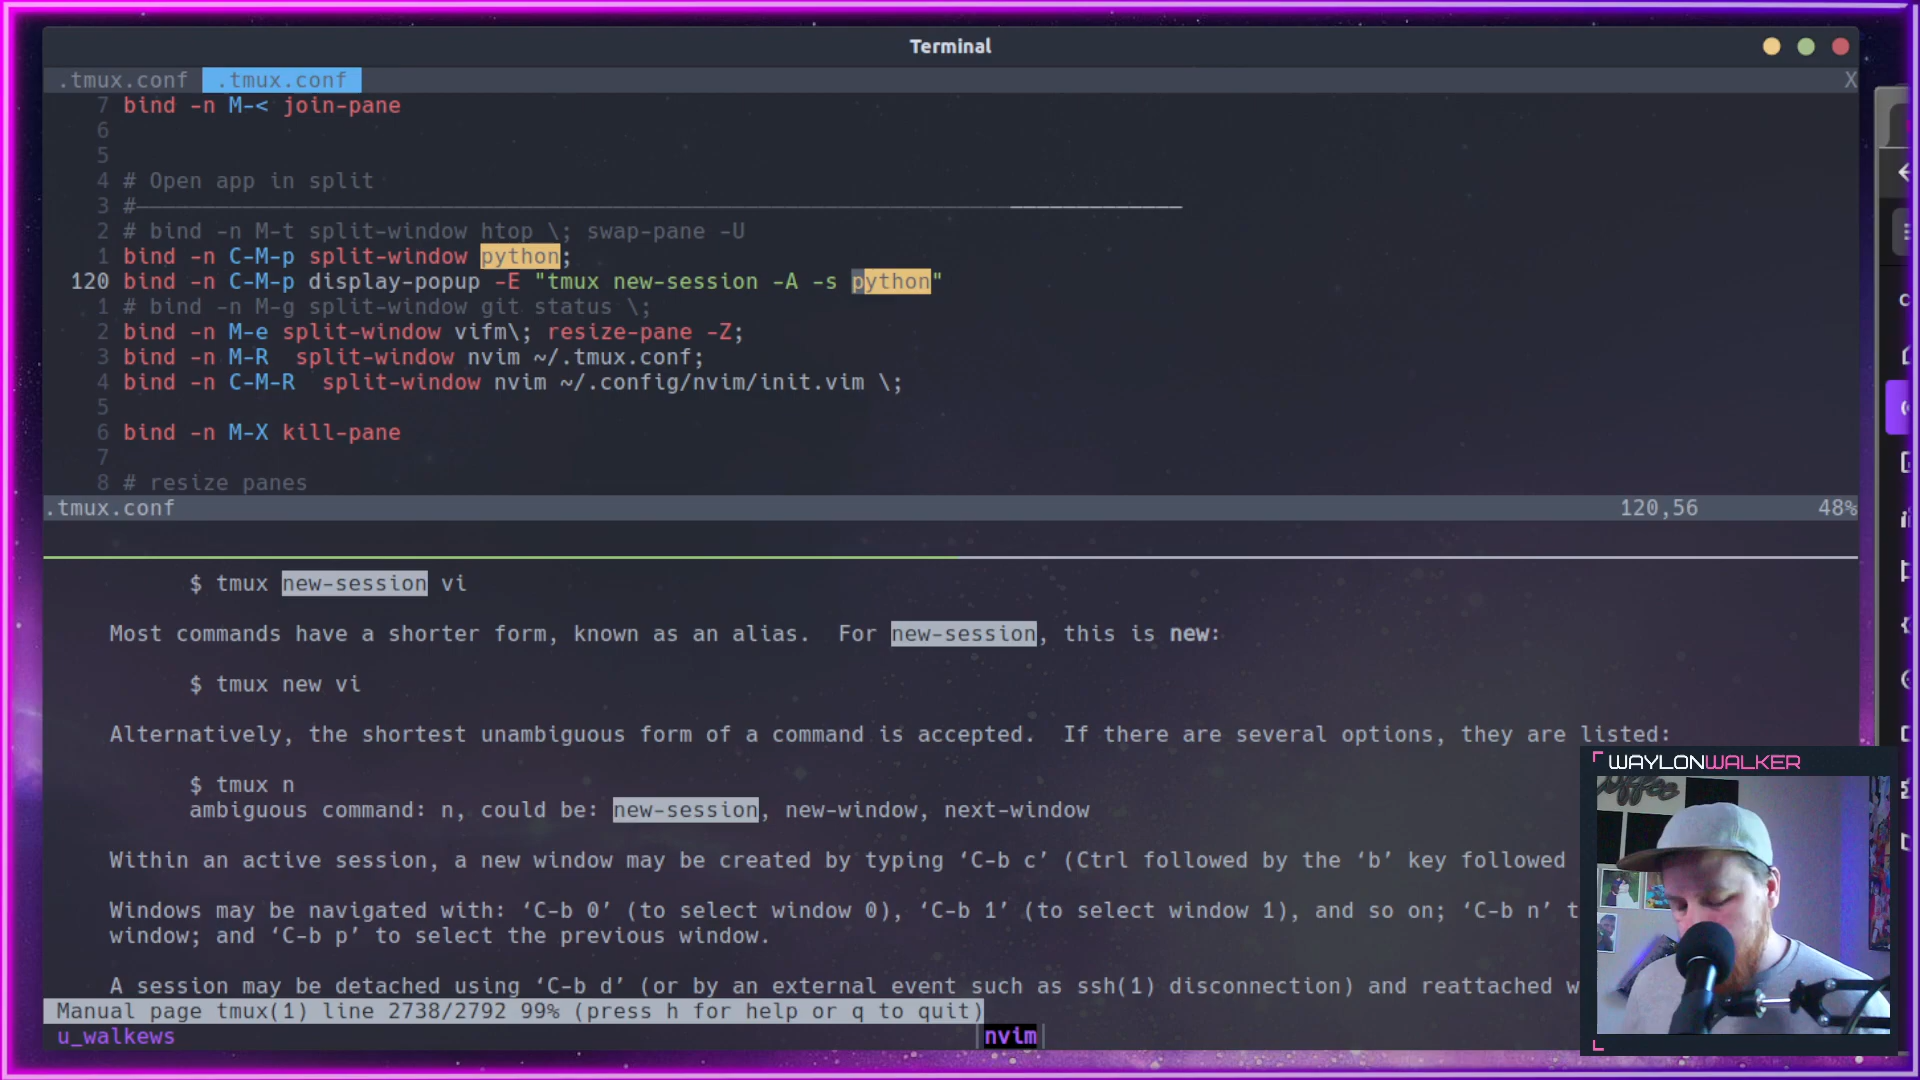 Terminal
.tmux.conf .tmux.conf X
7 bind -n M-< join-pane
6
5
4 # Open app in split
3 #
2 # bind -n M-t split-window htop \; swap-pane -U
1 bind -n C-M-p split-window python;
120 bind -n C-M-p display-popup -E "tmux new-session -A -s python"
1 # bind -n M-g split-window git status \;
2 bind -n M-e split-window vifm\; resize-pane -Z;
3 bind -n M-R  split-window nvim ~/.tmux.conf;
4 bind -n C-M-R  split-window nvim ~/.config/nvim/init.vim \;
5
6 bind -n M-X kill-pane
7
8 # resize panes
.tmux.conf 120,56 48%
$ tmux new-session vi
Most commands have a shorter form, known as an alias.  For new-session, this is new:
$ tmux new vi
Alternatively, the shortest unambiguous form of a command is accepted.  If there are several options, they are listed:
$ tmux n
ambiguous command: n, could be: new-session, new-window, next-window
Within an active session, a new window may be created by typing ‘C-b c’ (Ctrl followed by the ‘b’ key followed
Windows may be navigated with: ‘C-b 0’ (to select window 0), ‘C-b 1’ (to select window 1), and so on; ‘C-b n’ t
window; and ‘C-b p’ to select the previous window.
A session may be detached using ‘C-b d’ (or by an external event such as ssh(1) disconnection) and reattached w
Manual page tmux(1) line 2738/2792 99% (press h for help or q to quit)
u_walkews nvim
WAYLONWALKER